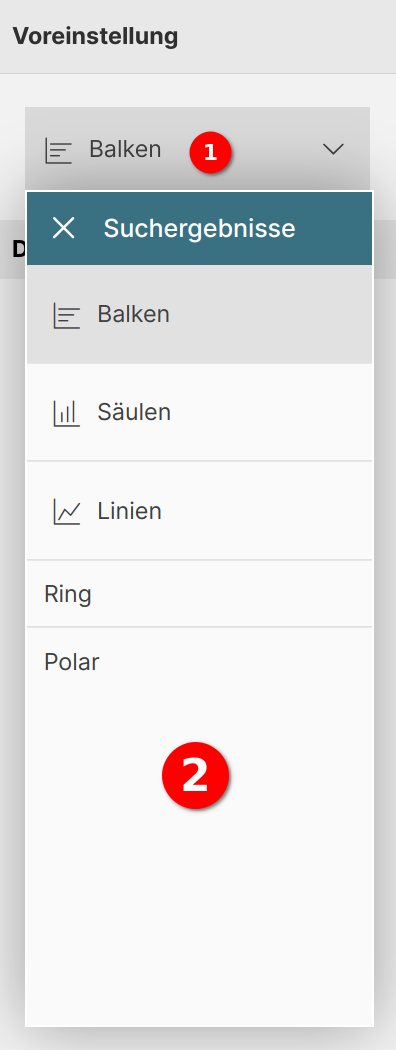 Voreinstellung
Balken 1
D
Suchergebnisse
Balken
Säulen
Linien
Ring
Polar
2